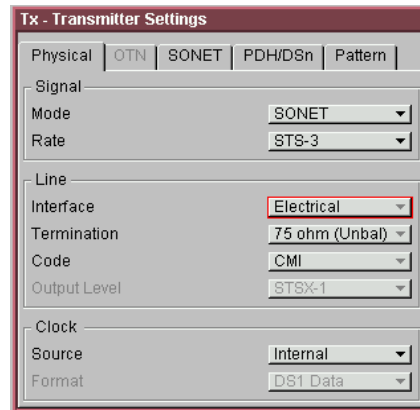 Tx - Transmitter Settings
Physical OTN SONET PDH/DSn Pattern
Signal
Mode SONET
Rate STS-3
Line
Interface Electrical
Termination 75 ohm (Unbal)
Code CMI
Output Level STSX-1
Clock
Source Internal
Format DS1 Data